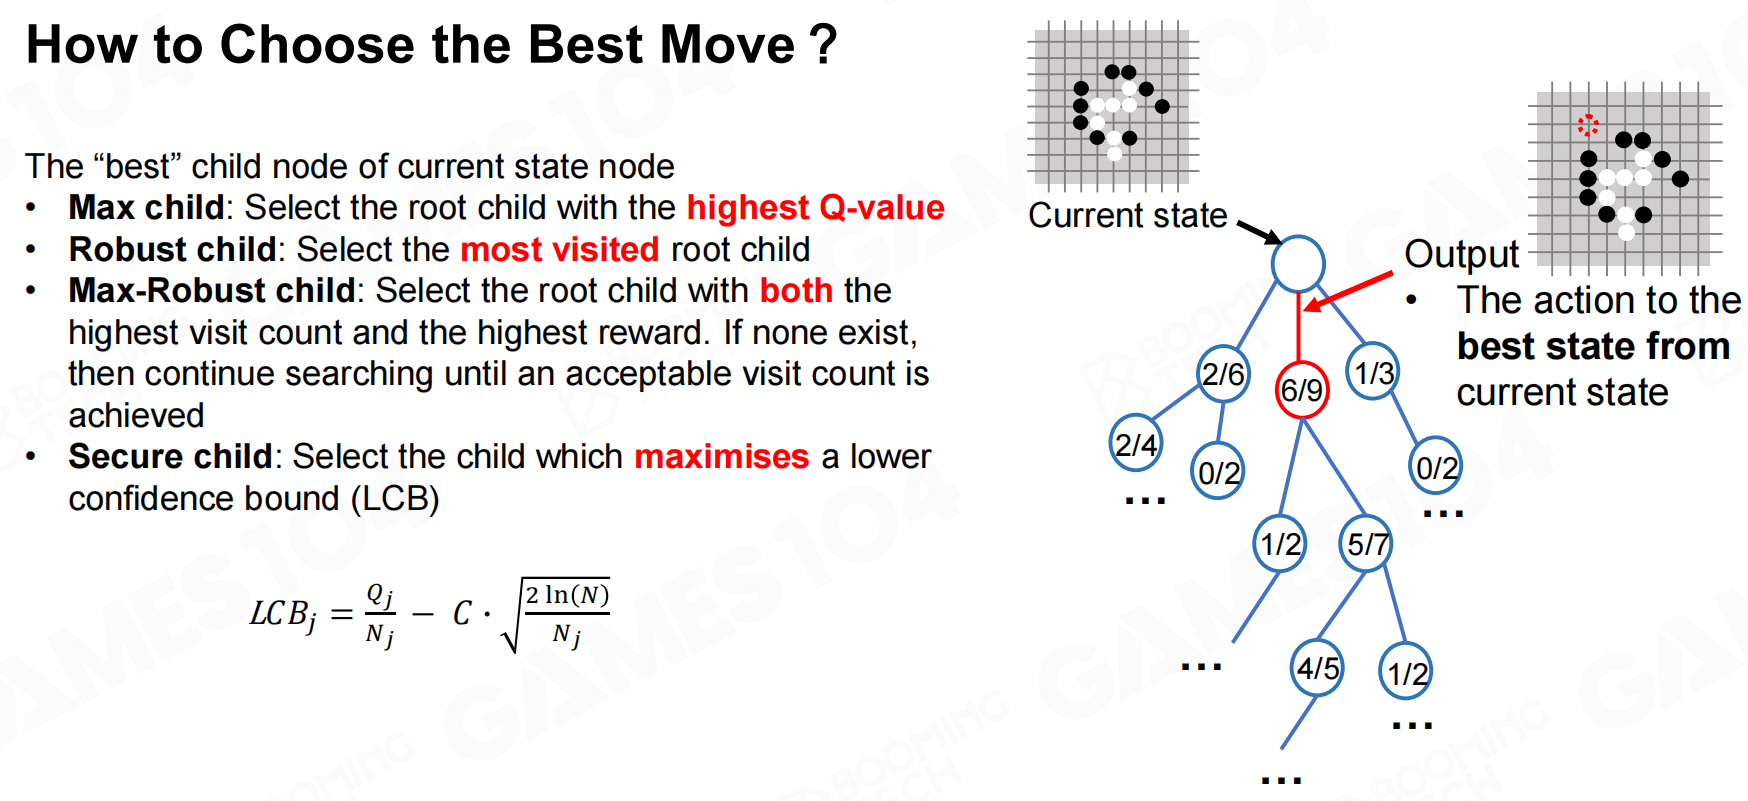 How to Choose the Best Move？
The “best” child node of current state node
• Max child: Select the root child with the highest Q-value
• Robust child: Select the most visited root child
• Max-Robust child: Select the root child with both the
highest visit count and the highest reward. If none exist,
then continue searching until an acceptable visit count is
achieved
• Secure child: Select the child which maximises a lower
confidence bound (LCB)
LCB_j = Q_j/N_j − C · √(2 ln(N)/N_j)
Current state
Output
• The action to the
best state from
current state
2/6
6/9
1/3
2/4
0/2
0/2
...
...
1/2
5/7
...
4/5
1/2
...
...
GAMES104
BOOMING
TECH